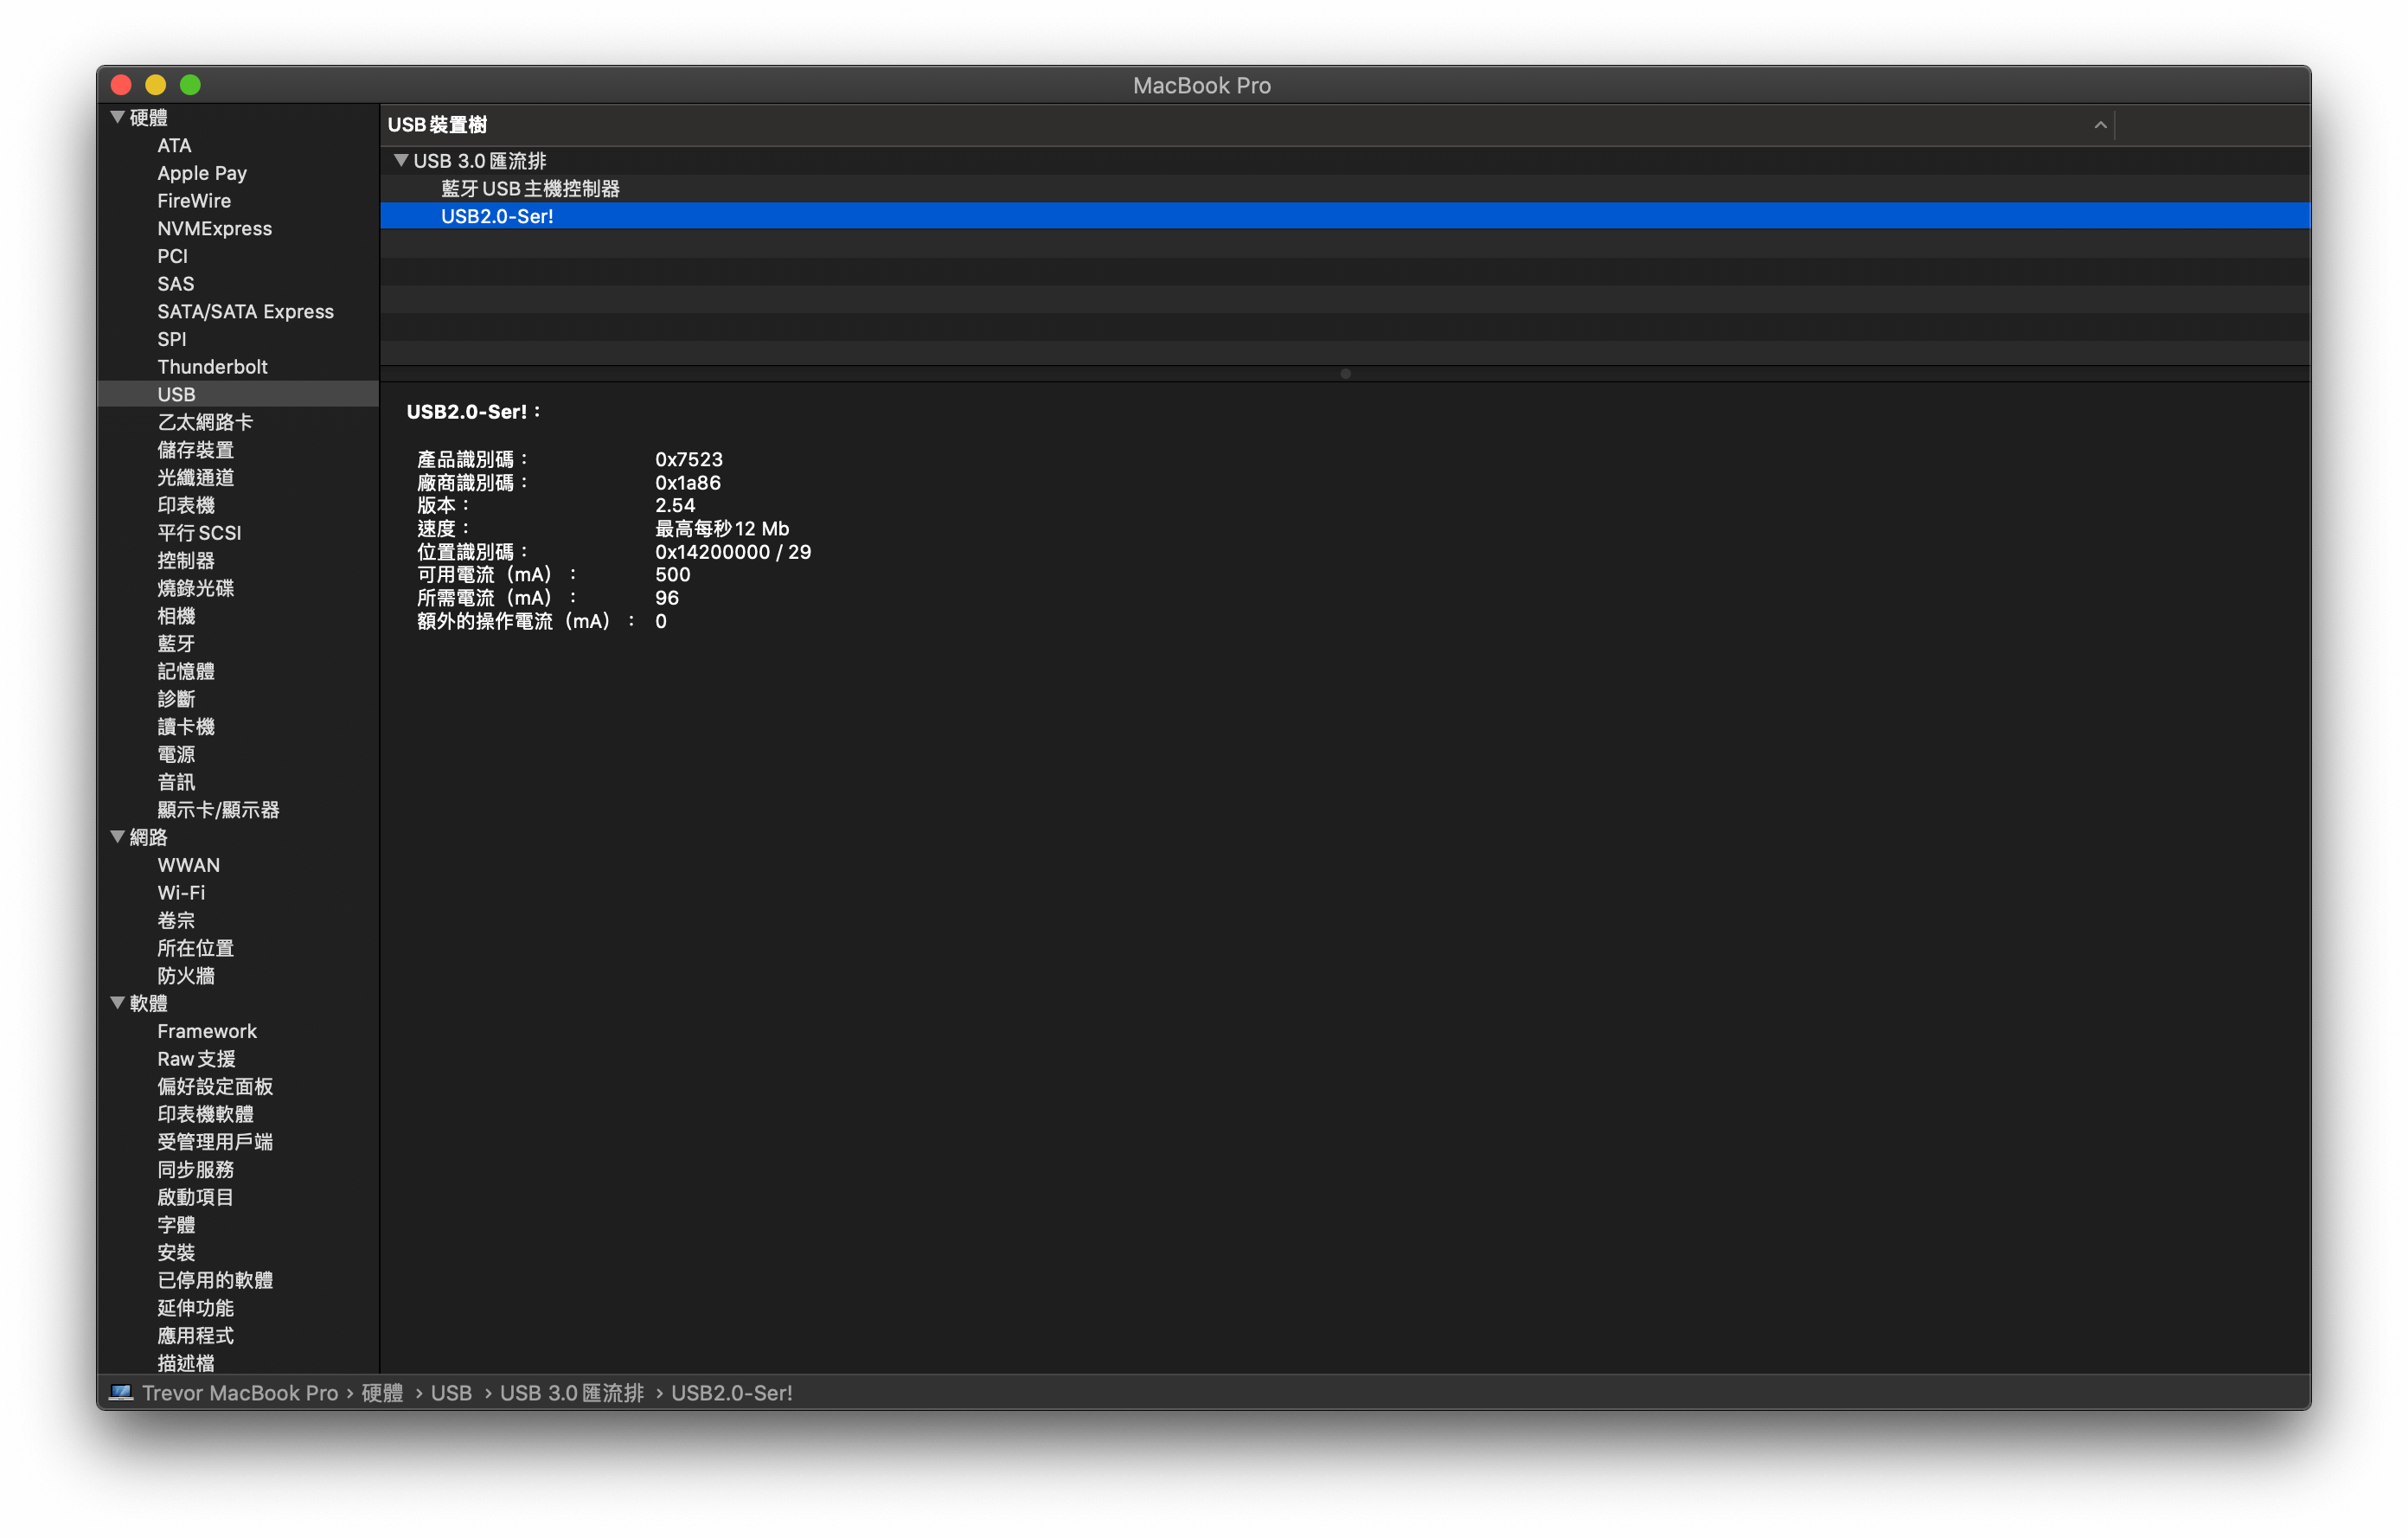 MacBook Pro
硬體
ATA
Apple Pay
FireWire
NVMExpress
PCI
SAS
SATA/SATA Express
SPI
Thunderbolt
USB
乙太網路卡
儲存裝置
光纖通道
印表機
平行 SCSI
控制器
燒錄光碟
相機
藍牙
記憶體
診斷
讀卡機
電源
音訊
顯示卡/顯示器
網路
WWAN
Wi-Fi
卷宗
所在位置
防火牆
軟體
Framework
Raw 支援
偏好設定面板
印表機軟體
受管理用戶端
同步服務
啟動項目
字體
安裝
已停用的軟體
延伸功能
應用程式
描述檔
USB 裝置樹
USB 3.0 匯流排
藍牙 USB 主機控制器
USB2.0-Ser!
USB2.0-Ser!：
產品識別碼： 0x7523
廠商識別碼： 0x1a86
版本： 2.54
速度： 最高每秒 12 Mb
位置識別碼： 0x14200000 / 29
可用電流（mA）： 500
所需電流（mA）： 96
額外的操作電流（mA）： 0
Trevor MacBook Pro › 硬體 › USB › USB 3.0 匯流排 › USB2.0-Ser!